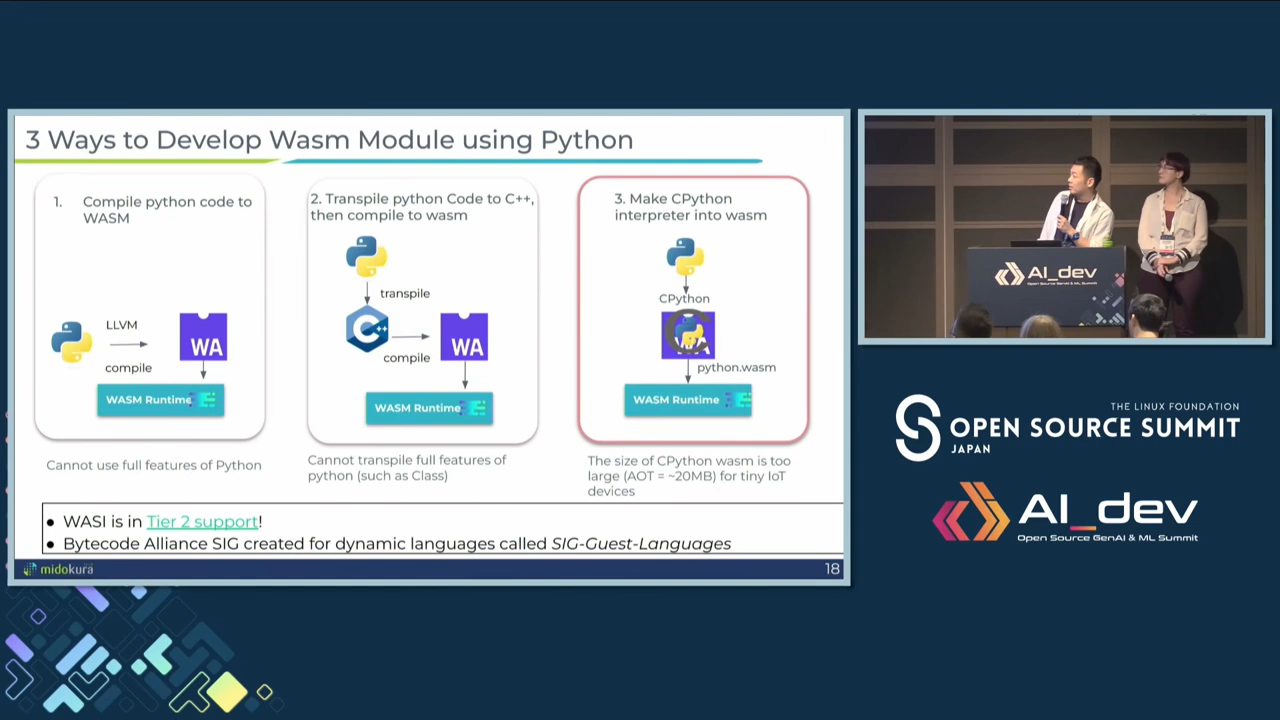 3 Ways to Develop Wasm Module using Python
1. Compile python code to
WASM
LLVM
compile
WA
WASM Runtime
Cannot use full features of Python
2. Transpile python Code to C++,
then compile to wasm
transpile
C++
compile
WA
WASM Runtime
Cannot transpile full features of
python (such as Class)
3. Make CPython
interpreter into wasm
CPython
python.wasm
WASM Runtime
The size of CPython wasm is too
large (AOT = ~20MB) for tiny IoT
devices
● WASI is in Tier 2 support!
● Bytecode Alliance SIG created for dynamic languages called SIG-Guest-Languages
midokura
18
AI_dev
Open Source GenAI & ML Summit
THE LINUX FOUNDATION
OPEN SOURCE SUMMIT
JAPAN
AI_dev
Open Source GenAI & ML Summit